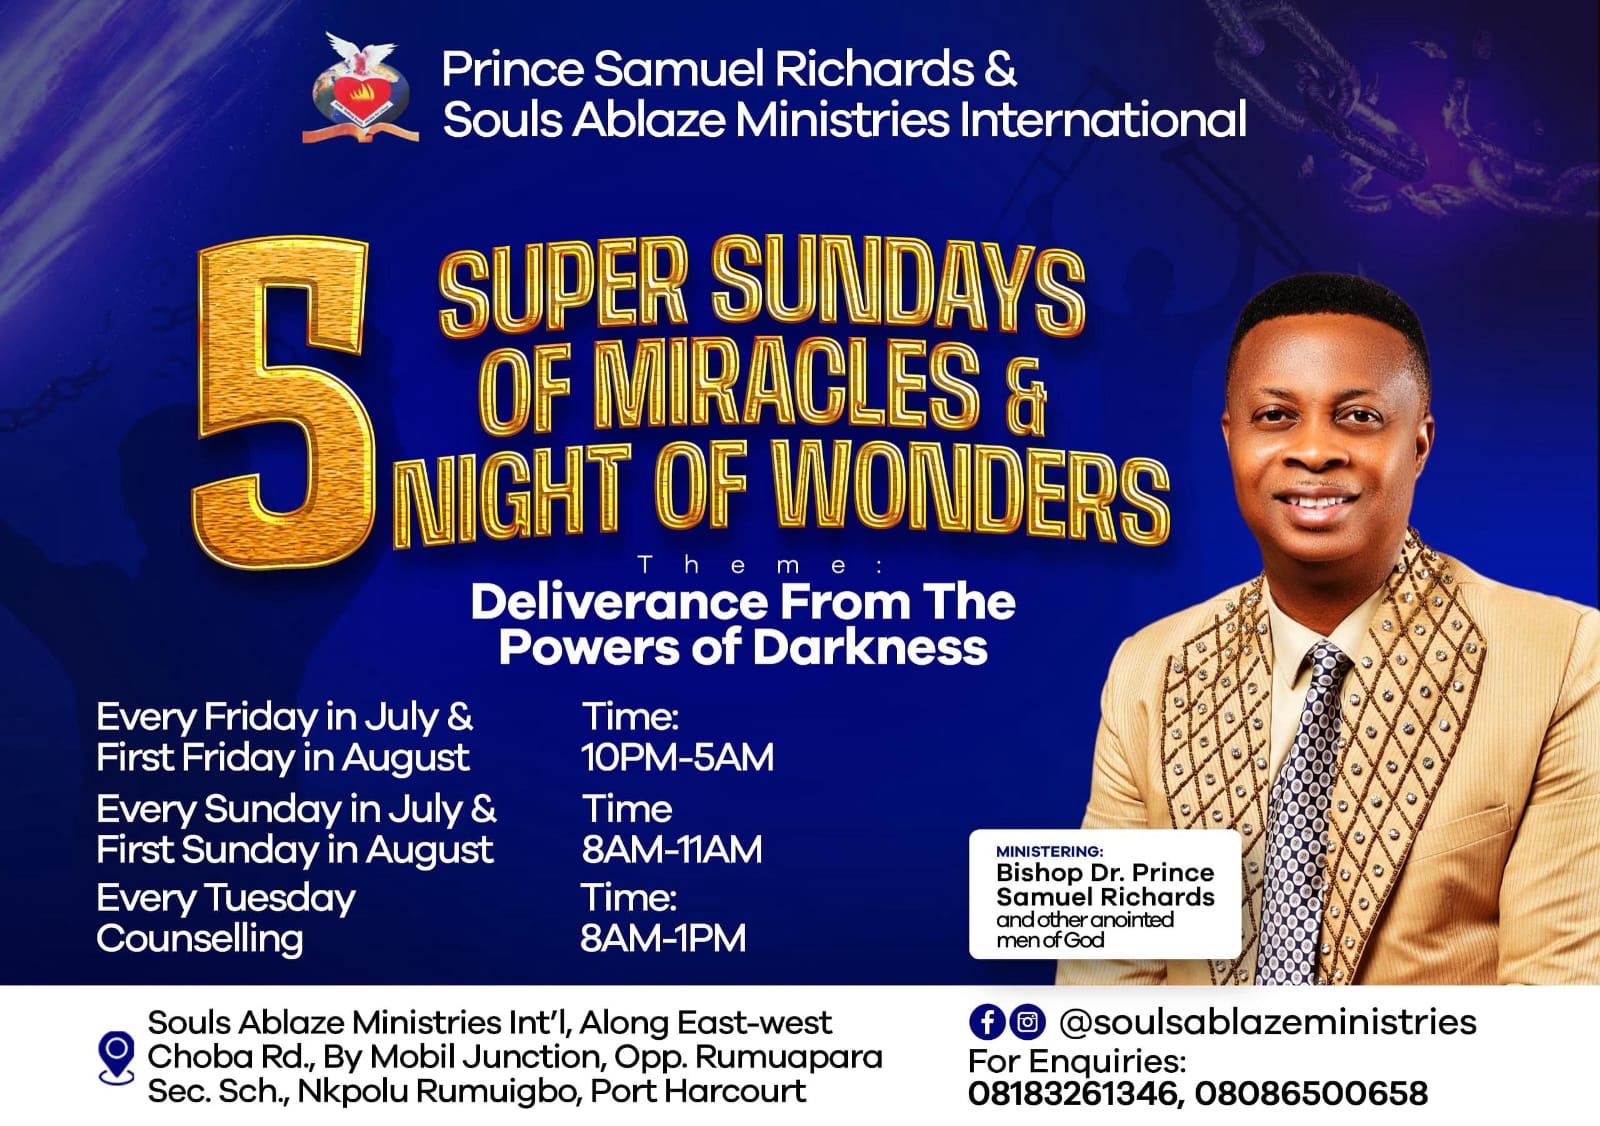 Prince Samuel Richards &
Souls Ablaze Ministries International
5
SUPER SUNDAYS
OF MIRACLES &
NIGHT OF WONDERS
Theme:
Deliverance From The
Powers of Darkness
Every Friday in July &
First Friday in August
Time:
10PM-5AM
Every Sunday in July &
First Sunday in August
Time
8AM-11AM
Every Tuesday
Counselling
Time:
8AM-1PM
MINISTERING:
Bishop Dr. Prince
Samuel Richards
and other anointed
men of God
Souls Ablaze Ministries Int'l, Along East-west
Choba Rd., By Mobil Junction, Opp. Rumuapara
Sec. Sch., Nkpolu Rumuigbo, Port Harcourt
@soulsablazeministries
For Enquiries:
08183261346, 08086500658